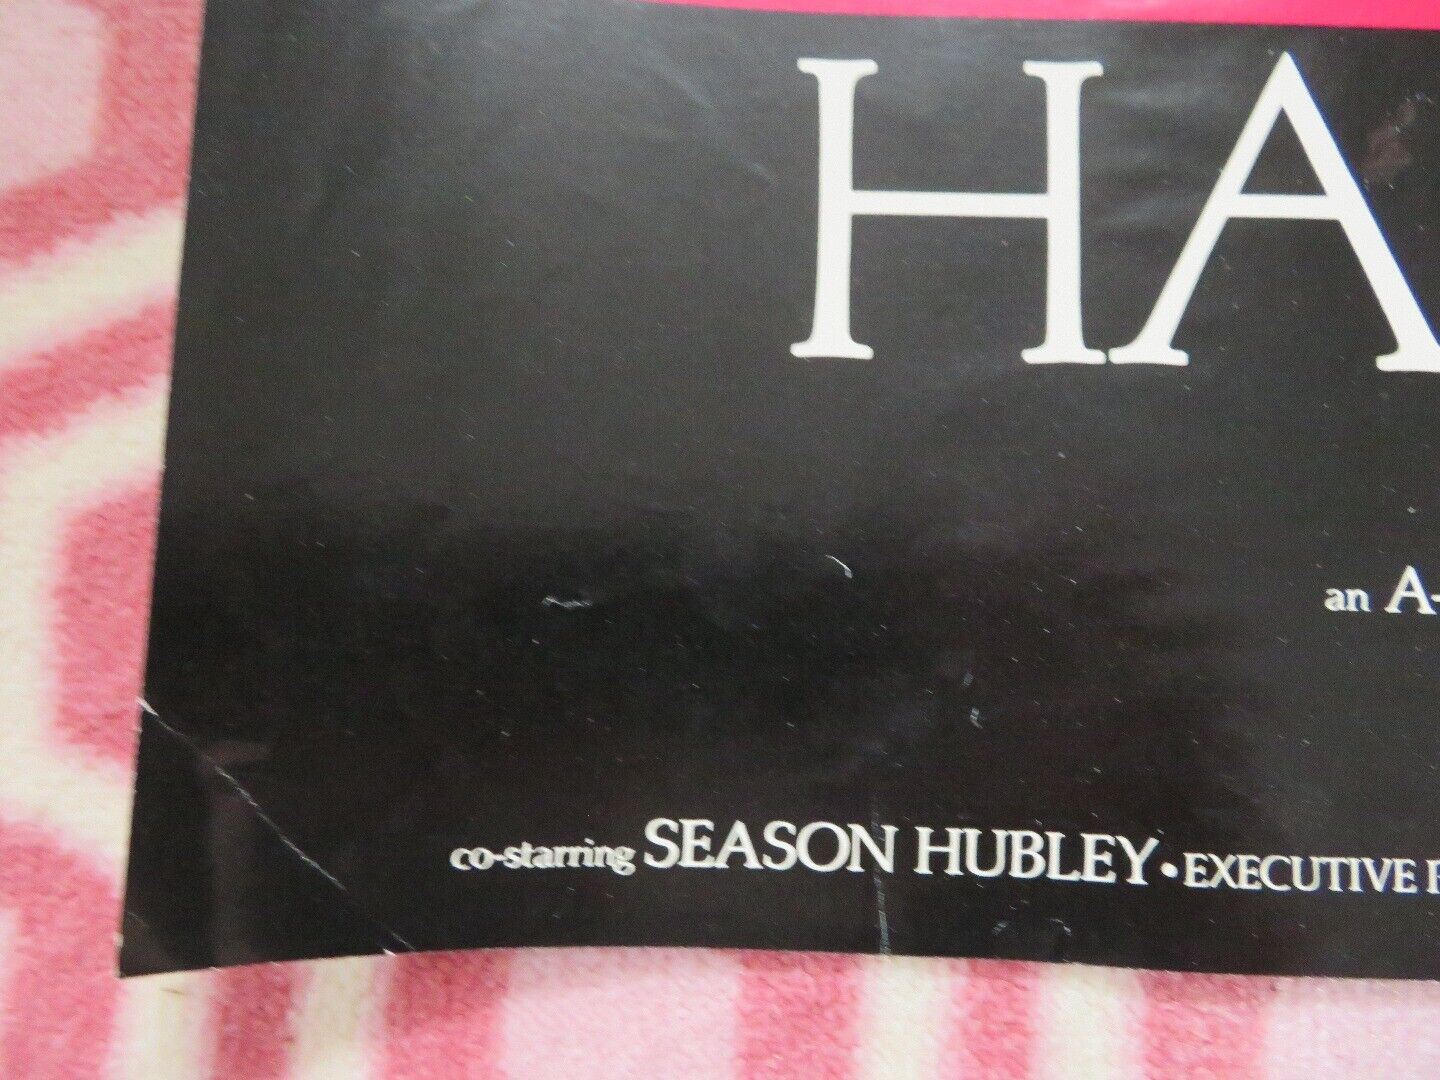 HA
an A-
co-starring SEASON HUBLEY • EXECUTIVE P